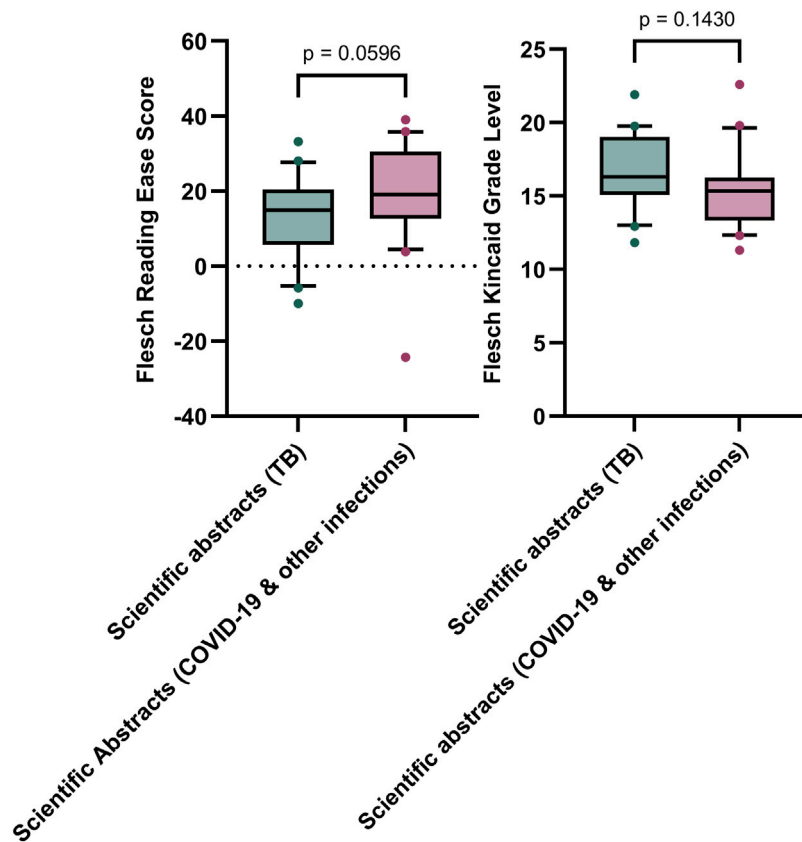 p = 0.0596
Flesch Reading Ease Score
60
40
20
0
-20
-40
Scientific abstracts (TB)
Scientific Abstracts (COVID-19 & other infections)
p = 0.1430
Flesch Kincaid Grade Level
25
20
15
10
5
0
Scientific abstracts (TB)
Scientific abstracts (COVID-19 & other infections)